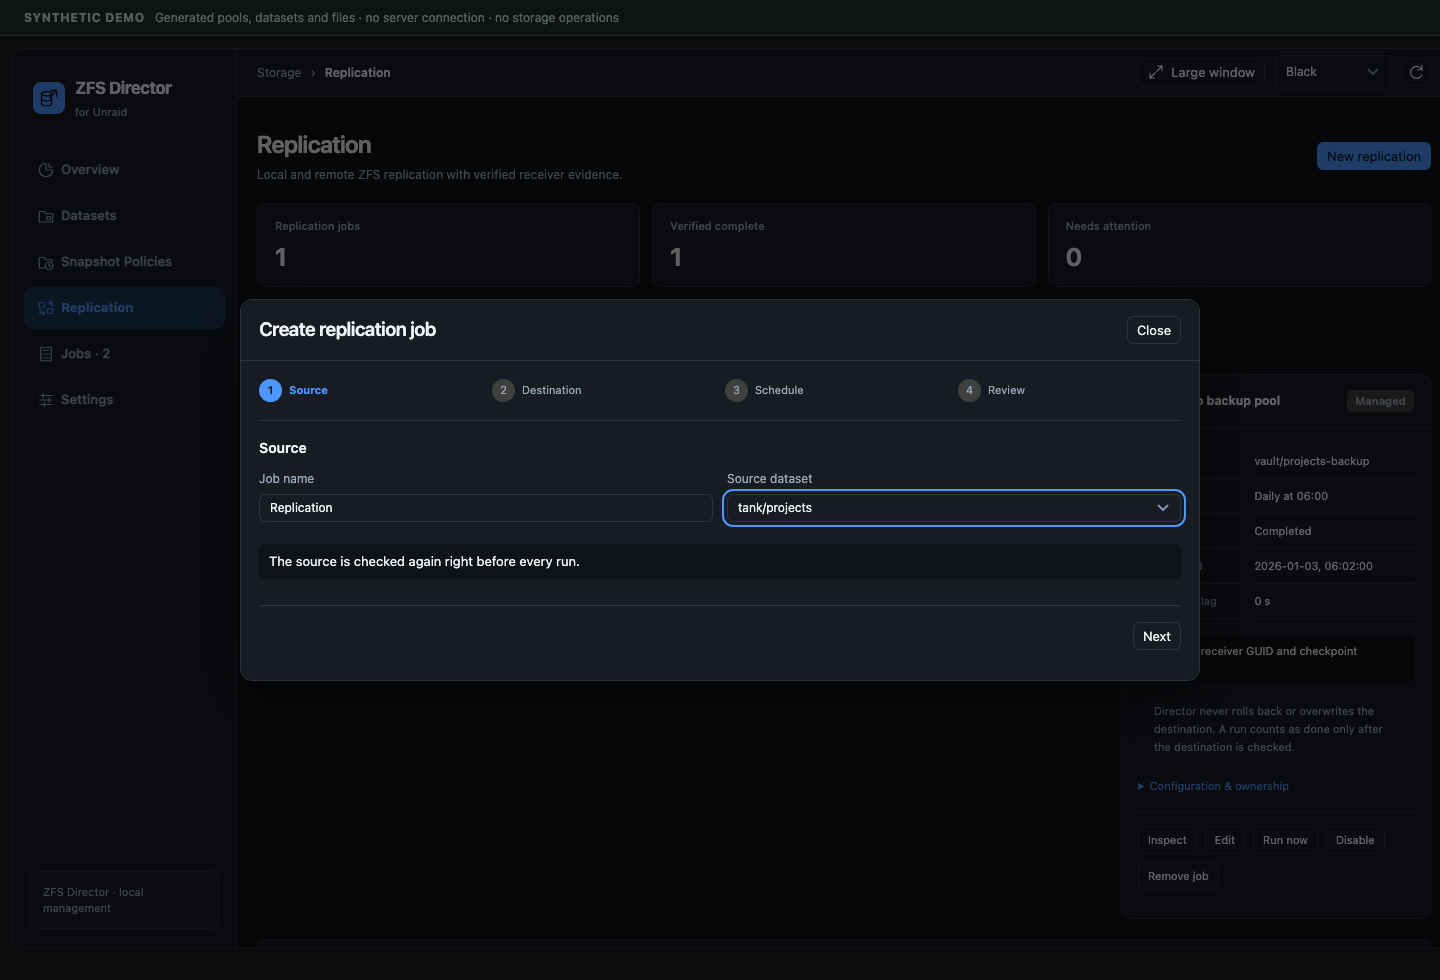 SYNTHETIC DEMO Generated pools, datasets and files · no server connection · no storage operations
ZFS Director
for Unraid
Storage › Replication
Large window
Black
Overview
Datasets
Snapshot Policies
Replication
Jobs · 2
Settings
ZFS Director · local
management
Replication
Local and remote ZFS replication with verified receiver evidence.
New replication
Replication jobs
1
Verified complete
1
Needs attention
0
Create replication job
Close
1 Source
2 Destination
3 Schedule
4 Review
Source
Job name
Replication
Source dataset
tank/projects
The source is checked again right before every run.
Next
backup pool
Managed
vault/projects-backup
Daily at 06:00
Completed
2026-01-03, 06:02:00
lag
0 s
receiver GUID and checkpoint
Director never rolls back or overwrites the
destination. A run counts as done only after
the destination is checked.
Configuration & ownership
Inspect
Edit
Run now
Disable
Remove job